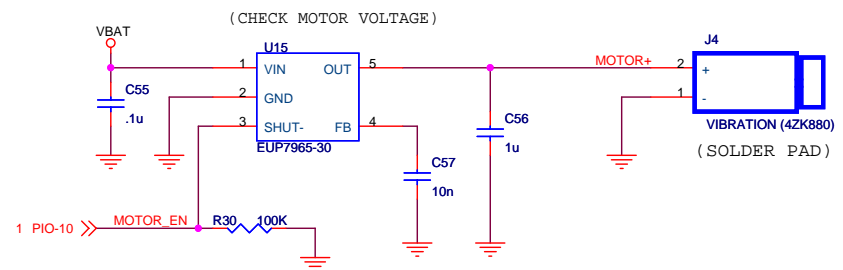 (CHECK MOTOR VOLTAGE)
VBAT
U15
J4
1 VIN OUT 5
MOTOR+ 2 +
C55
.1u
2 GND
1 -
3 SHUT- FB 4
C56
1u
VIBRATION (4ZK880)
EUP7965-30
(SOLDER PAD)
C57
10n
1 PIO-10 MOTOR_EN R30 100K